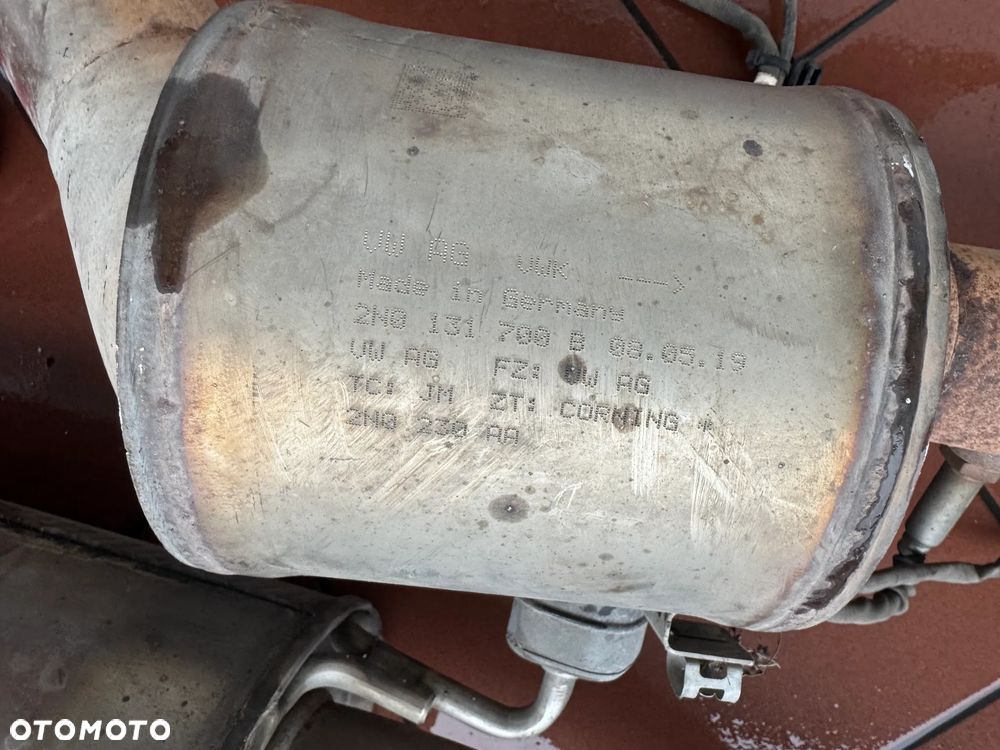 VW AG VWK --->
Made in Germany
2N0 131 700 B 08.05.19
VW AG FZ: VW AG
TC: JM ZT: CORNING *
2N0 230 AA
OTOMOTO